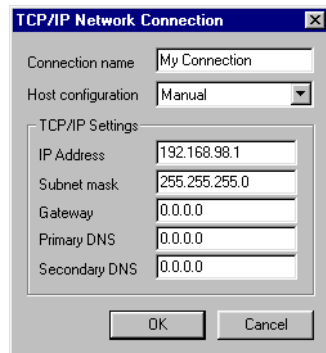 TCP/IP Network Connection
Connection name My Connection
Host configuration Manual
TCP/IP Settings
IP Address 192.168.98.1
Subnet mask 255.255.255.0
Gateway 0.0.0.0
Primary DNS 0.0.0.0
Secondary DNS 0.0.0.0
OK Cancel